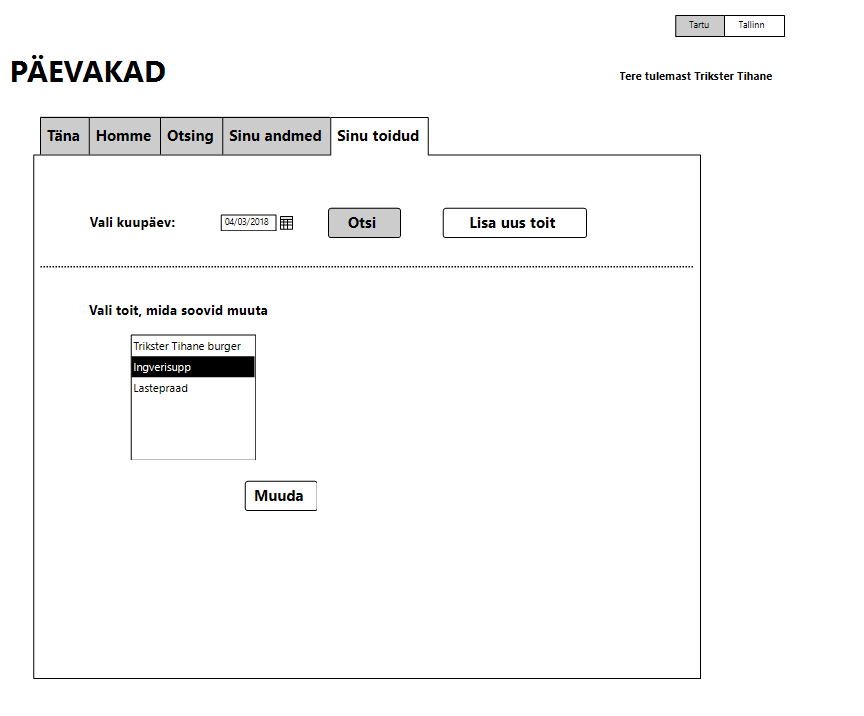 Tartu Tallinn
PÄEVAKAD
Tere tulemast Trikster Tihane
Täna Homme Otsing Sinu andmed Sinu toidud
Vali kuupäev: 04/03/2018 Otsi Lisa uus toit
Vali toit, mida soovid muuta
Trikster Tihane burger
Ingverisupp
Lastepraad
Muuda